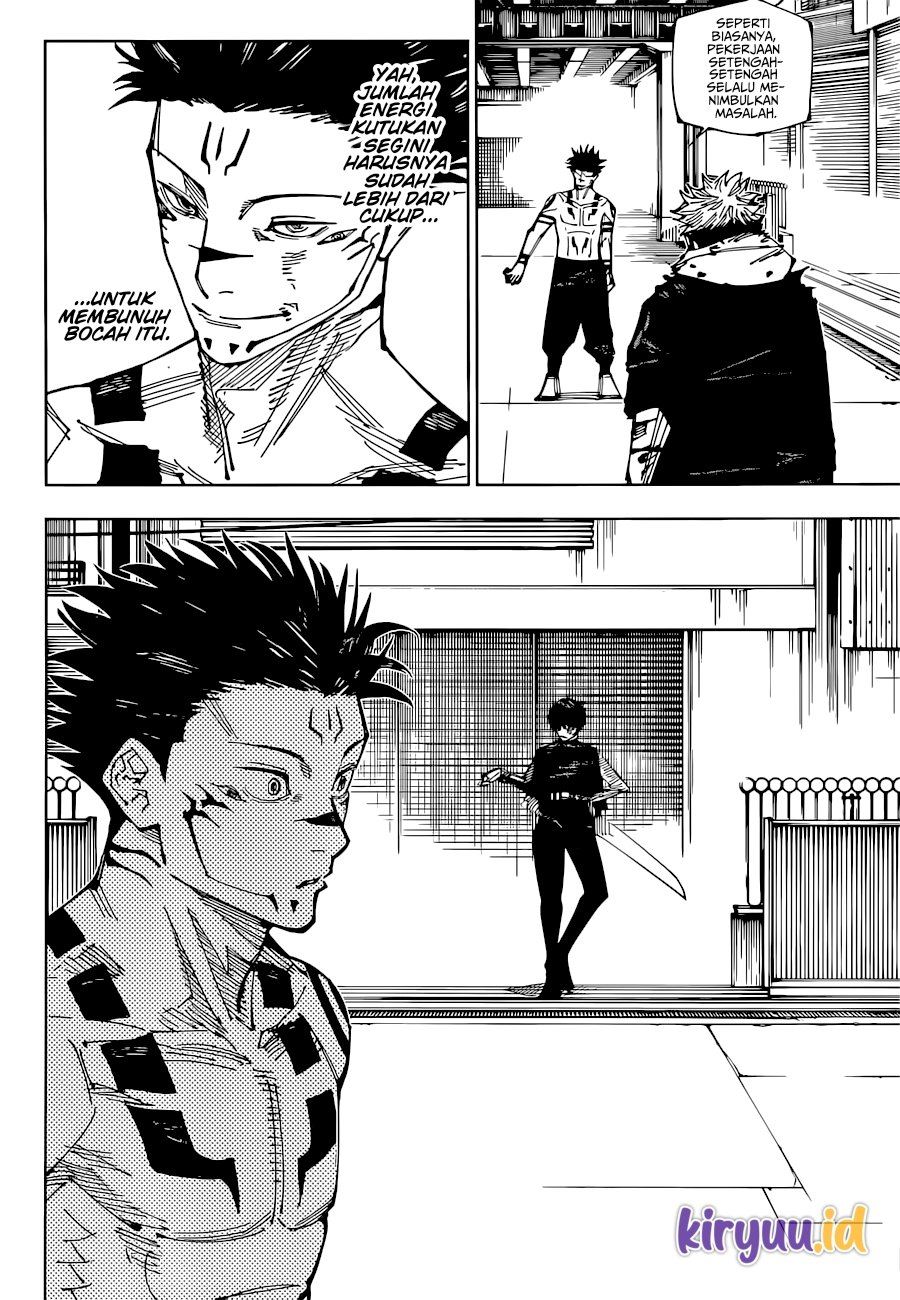 SEPERTI
BIASANYA,
PEKERJAAN
SETENGAH-
SETENGAH
SELALU ME-
NIMBULKAN
MASALAH.
YAH,
JUMLAH
ENERGI
KUTUKAN
SEGINI
HARUSNYA
SUDAH
LEBIH DARI
CUKUP...
...UNTUK
MEMBUNUH
BOCAH ITU.
kiryuu.id